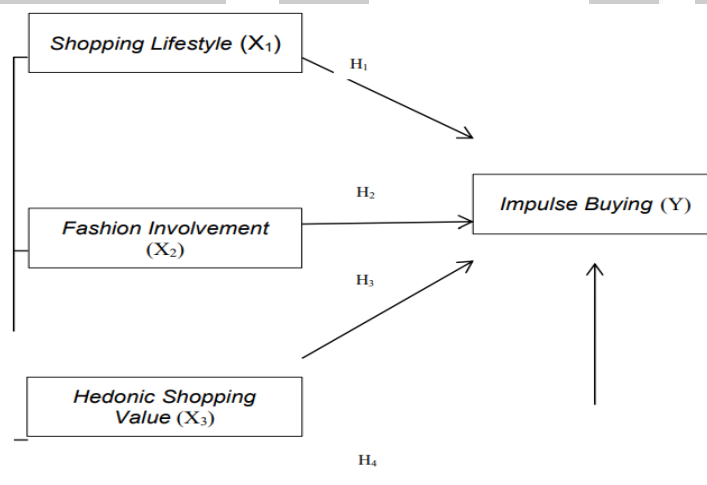 Shopping Lifestyle (X₁)
H₁
H₂
Impulse Buying (Y)
Fashion Involvement
(X₂)
H₃
Hedonic Shopping
Value (X₃)
H₄